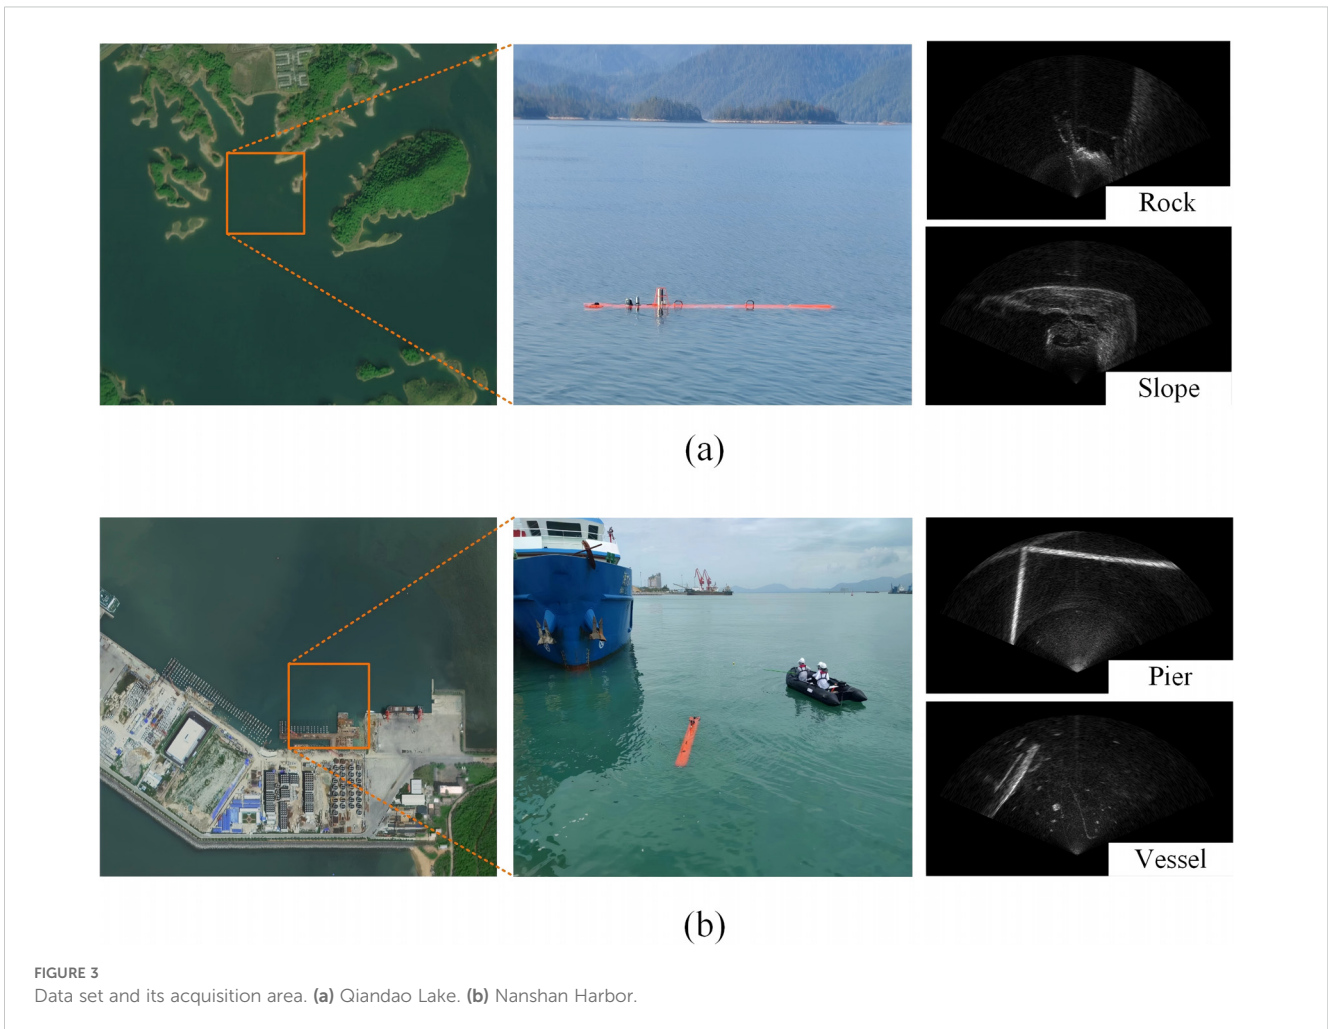 Rock
Slope
(a)
Pier
Vessel
(b)
FIGURE 3
Data set and its acquisition area. (a) Qiandao Lake. (b) Nanshan Harbor.